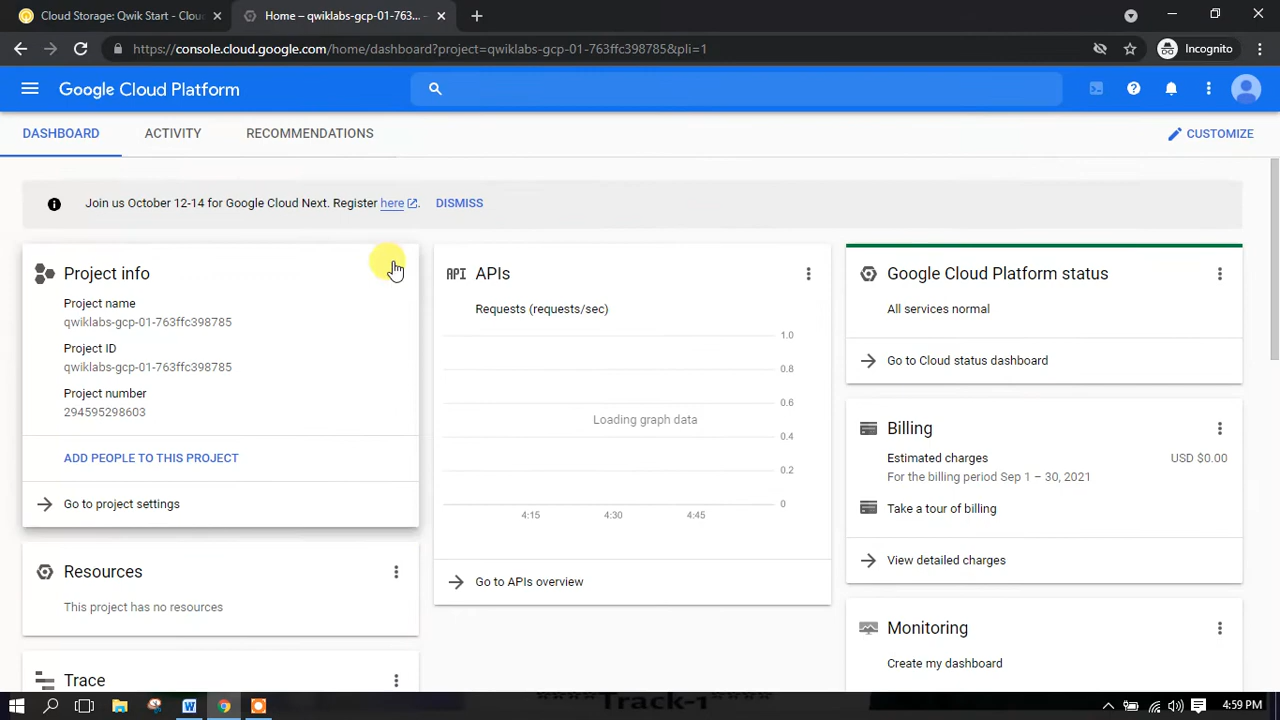 Cloud Storage: Qwik Start - Clou
Home – qwiklabs-gcp-01-763...
https://console.cloud.google.com/home/dashboard?project=qwiklabs-gcp-01-763ffc398785&pli=1
Incognito
Google Cloud Platform
DASHBOARD
ACTIVITY
RECOMMENDATIONS
CUSTOMIZE
Join us October 12-14 for Google Cloud Next. Register here.
DISMISS
Project info
Project name
qwiklabs-gcp-01-763ffc398785
Project ID
qwiklabs-gcp-01-763ffc398785
Project number
294595298603
ADD PEOPLE TO THIS PROJECT
Go to project settings
Resources
This project has no resources
Trace
API APIs
Requests (requests/sec)
1.0
0.8
0.6
Loading graph data
0.4
0.2
0
4:15 4:30 4:45
Go to APIs overview
Google Cloud Platform status
All services normal
Go to Cloud status dashboard
Billing
Estimated charges USD $0.00
For the billing period Sep 1 – 30, 2021
Take a tour of billing
View detailed charges
Monitoring
Create my dashboard
****Track-1****
4:59 PM